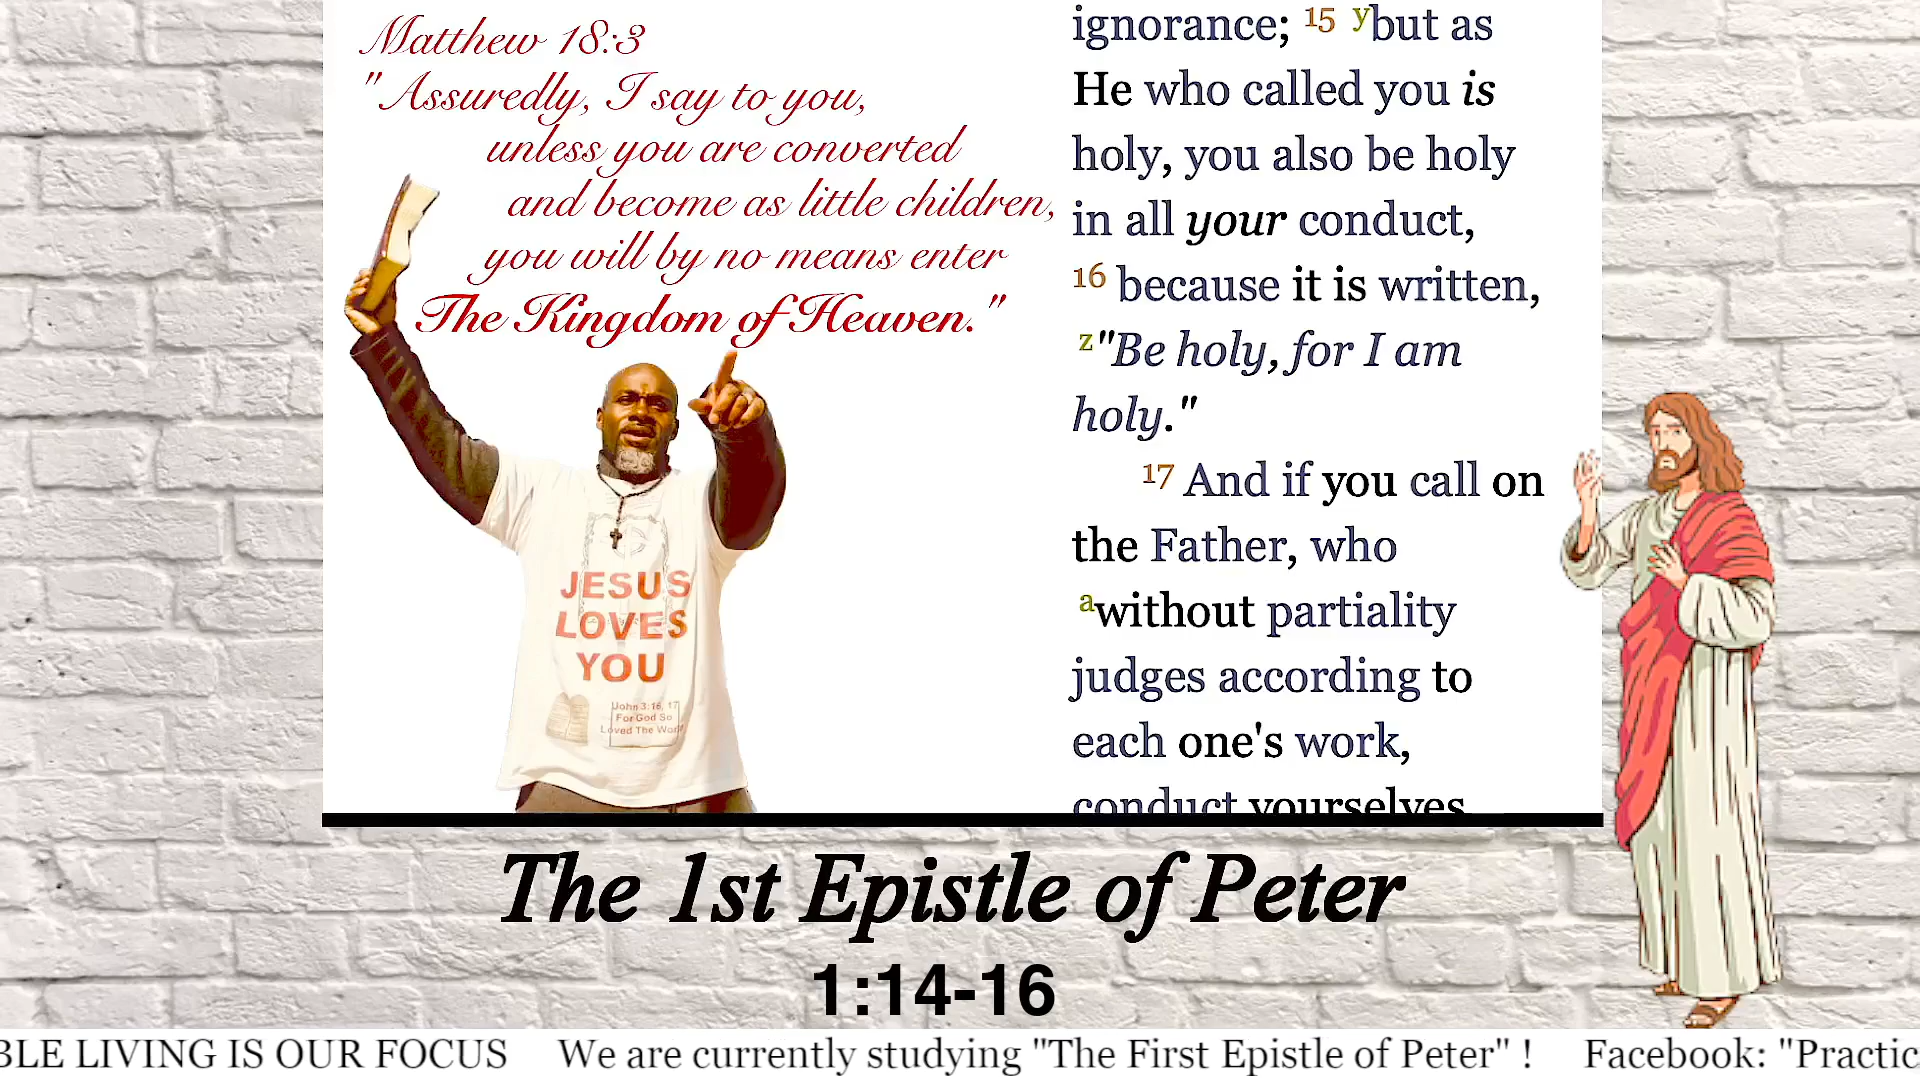 Matthew 18:3
"Assuredly, I say to you,
unless you are converted
and become as little children,
you will by no means enter
The Kingdom of Heaven."
JESUS
LOVES
YOU
John 3:16, 17
For God So
Loved The Wor
ignorance; 15 ybut as
He who called you is
holy, you also be holy
in all your conduct,
16 because it is written,
z"Be holy, for I am
holy."
17 And if you call on
the Father, who
awithout partiality
judges according to
each one's work,
conduct yourselves
The 1st Epistle of Peter
1:14-16
BLE LIVING IS OUR FOCUS We are currently studying "The First Epistle of Peter" ! Facebook: "Practic